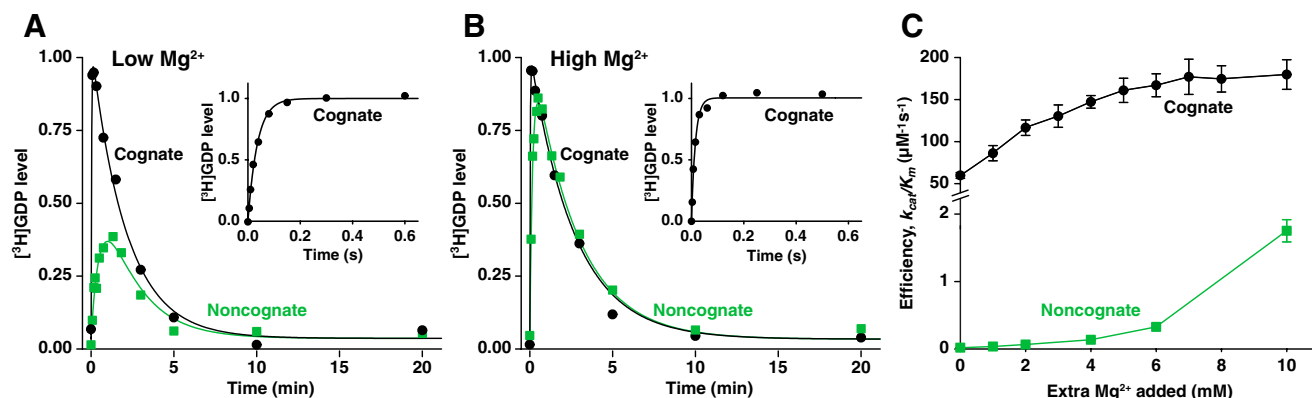 A
Low Mg²⁺
[³H]GDP level
1.00
0.75
0.50
0.25
0.00
0
5
10
15
20
Time (min)
Cognate
Noncognate
[³H]GDP level
1.0
0.5
0.0
0.0
0.2
0.4
0.6
Time (s)
Cognate
B
High Mg²⁺
[³H]GDP level
1.00
0.75
0.50
0.25
0.00
0
5
10
15
20
Time (min)
Cognate
Noncognate
[³H]GDP level
1.0
0.5
0.0
0.0
0.2
0.4
0.6
Time (s)
Cognate
C
Efficiency, kcat/Km (µM⁻¹s⁻¹)
200
150
100
50
2
1
0
0
2
4
6
8
10
Extra Mg²⁺ added (mM)
Cognate
Noncognate